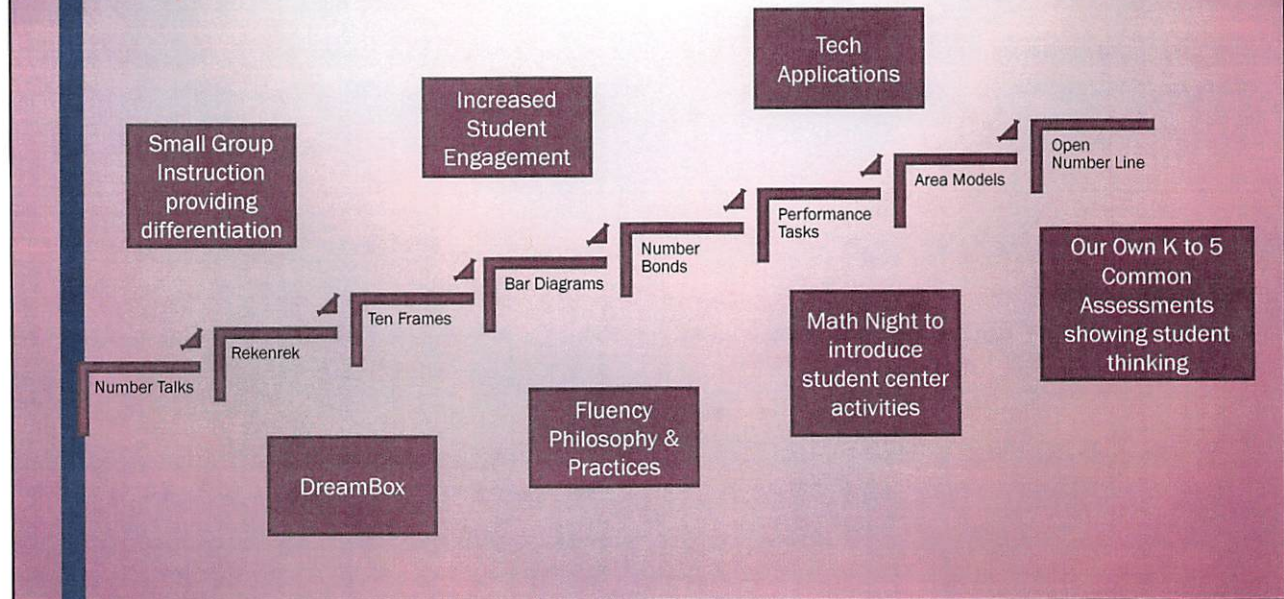 Tech
Applications
Increased
Student
Engagement
Small Group
Instruction
providing
differentiation
Open
Number Line
Area Models
Performance
Tasks
Number
Bonds
Bar Diagrams
Ten Frames
Rekenrek
Number Talks
Our Own K to 5
Common
Assessments
showing student
thinking
Math Night to
introduce
student center
activities
Fluency
Philosophy &
Practices
DreamBox